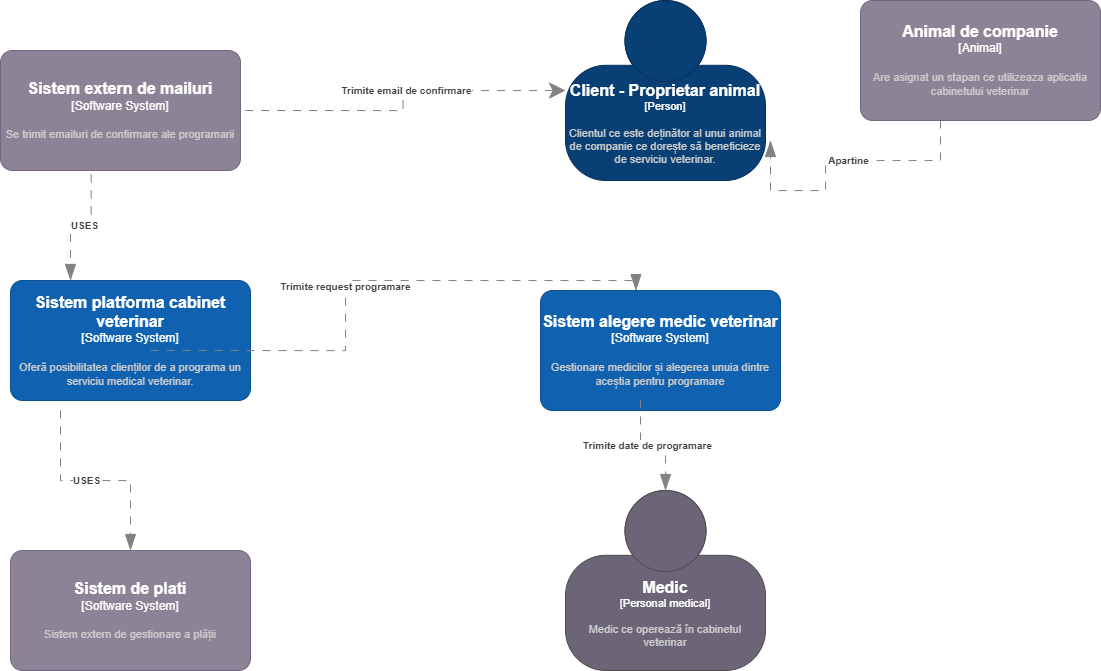 Sistem extern de mailuri
[Software System]
Se trimit emailuri de confirmare ale programarii
Trimite email de confirmare
Client - Proprietar animal
[Person]
Clientul ce este deținător al unui animal
de companie ce dorește să beneficieze
de serviciu veterinar.
Animal de companie
[Animal]
Are asignat un stapan ce utilizeaza aplicatia
cabinetului veterinar
Apartine
USES
Sistem platforma cabinet
veterinar
[Software System]
Oferă posibilitatea clienților de a programa un
serviciu medical veterinar.
Trimite request programare
Sistem alegere medic veterinar
[Software System]
Gestionare medicilor și alegerea unuia dintre
aceștia pentru programare
Trimite date de programare
USES
Sistem de plati
[Software System]
Sistem extern de gestionare a plății
Medic
[Personal medical]
Medic ce operează în cabinetul
veterinar